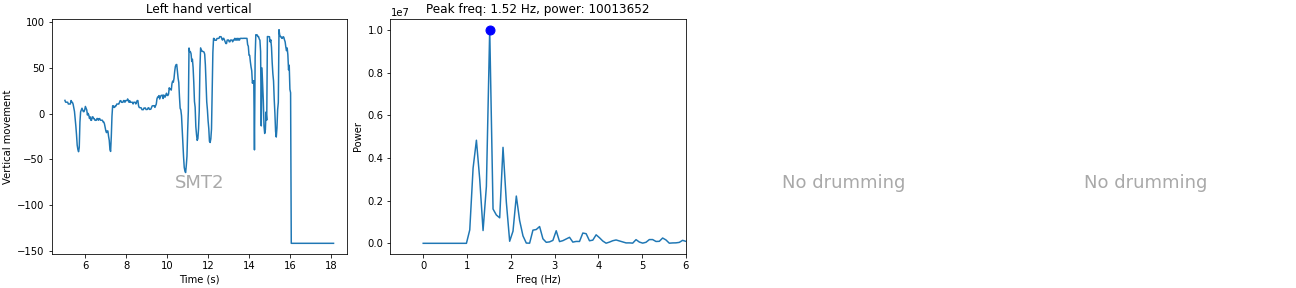 Left hand vertical
Vertical movement
100
50
0
−50
−100
−150
SMT2
6
8
10
12
14
16
18
Time (s)
Peak freq: 1.52 Hz, power: 10013652
1e7
Power
1.0
0.8
0.6
0.4
0.2
0.0
0
1
2
3
4
5
6
Freq (Hz)
No drumming
No drumming